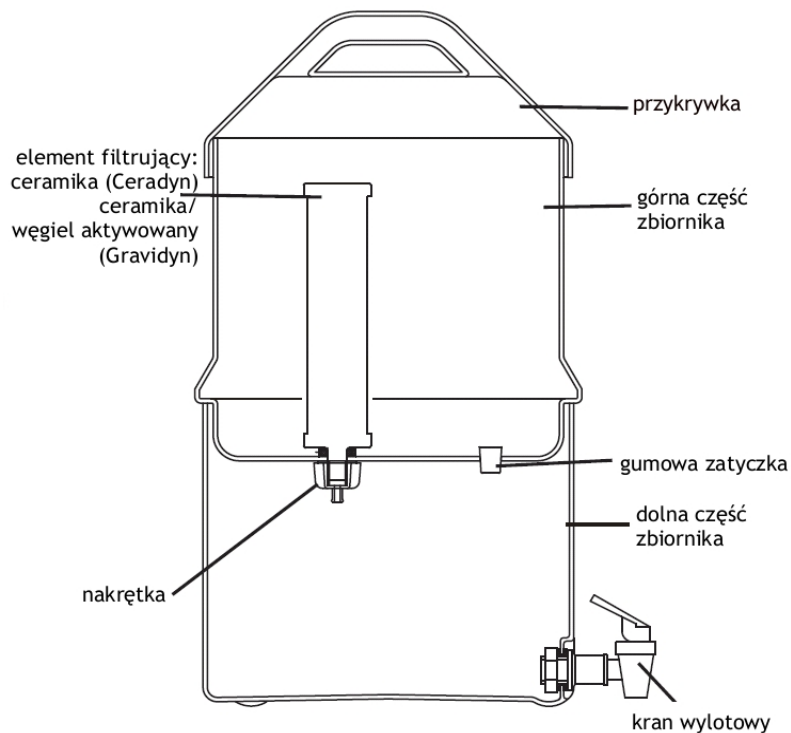 przykrywka
element filtrujący:
ceramika (Ceradyn)
ceramika/
węgiel aktywowany
(Gravidyn)
górna część
zbiornika
gumowa zatyczka
dolna część
zbiornika
nakrętka
kran wylotowy